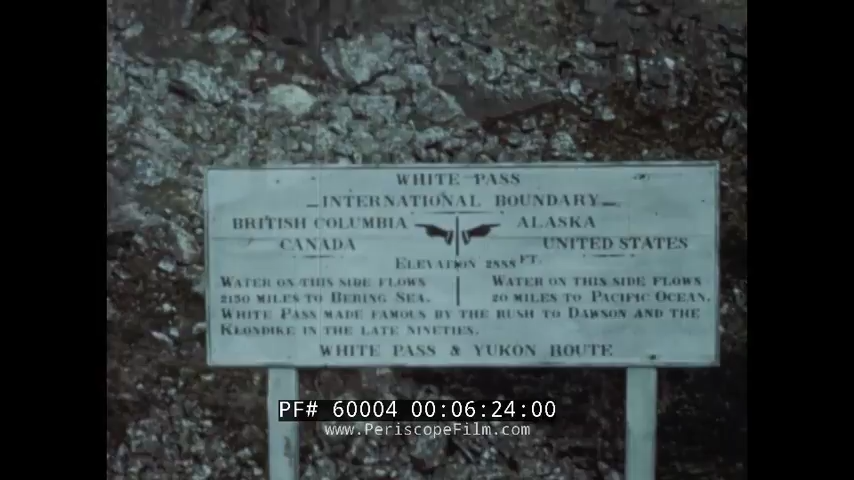 WHITE PASS
INTERNATIONAL BOUNDARY
BRITISH COLUMBIA ALASKA
CANADA UNITED STATES
ELEVATION 2888 FT.
WATER ON THIS SIDE FLOWS WATER ON THIS SIDE FLOWS
2150 MILES TO BERING SEA. 20 MILES TO PACIFIC OCEAN.
WHITE PASS MADE FAMOUS BY THE RUSH TO DAWSON AND THE
KLONDIKE IN THE LATE NINETIES.
WHITE PASS & YUKON ROUTE
PF# 60004 00:06:24:00
www.PeriscopeFilm.com